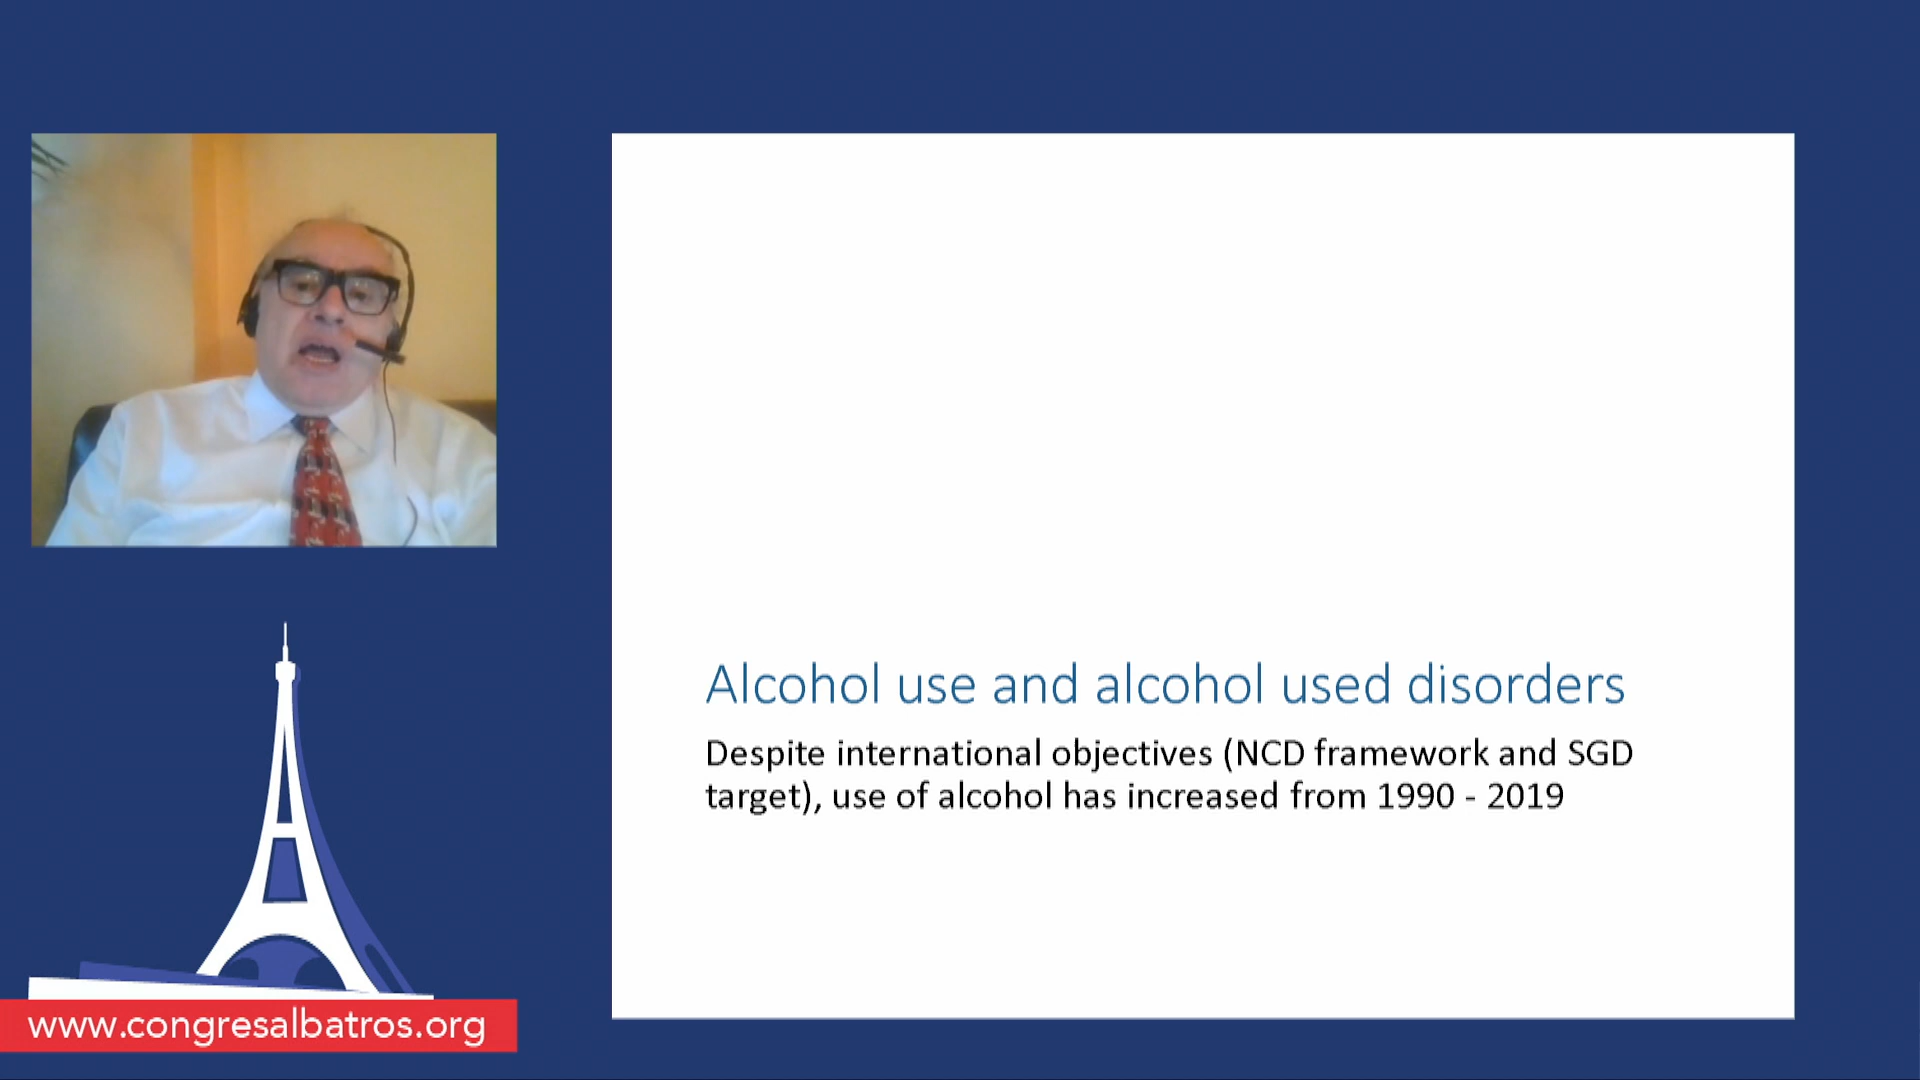 Alcohol use and alcohol used disorders
Despite international objectives (NCD framework and SGD
target), use of alcohol has increased from 1990 - 2019
www.congresalbatros.org